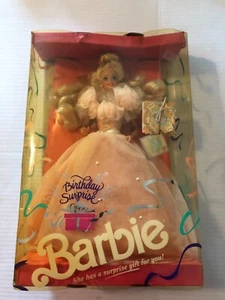 Birthday
Surprise
Barbie
She has a surprise gift for you!